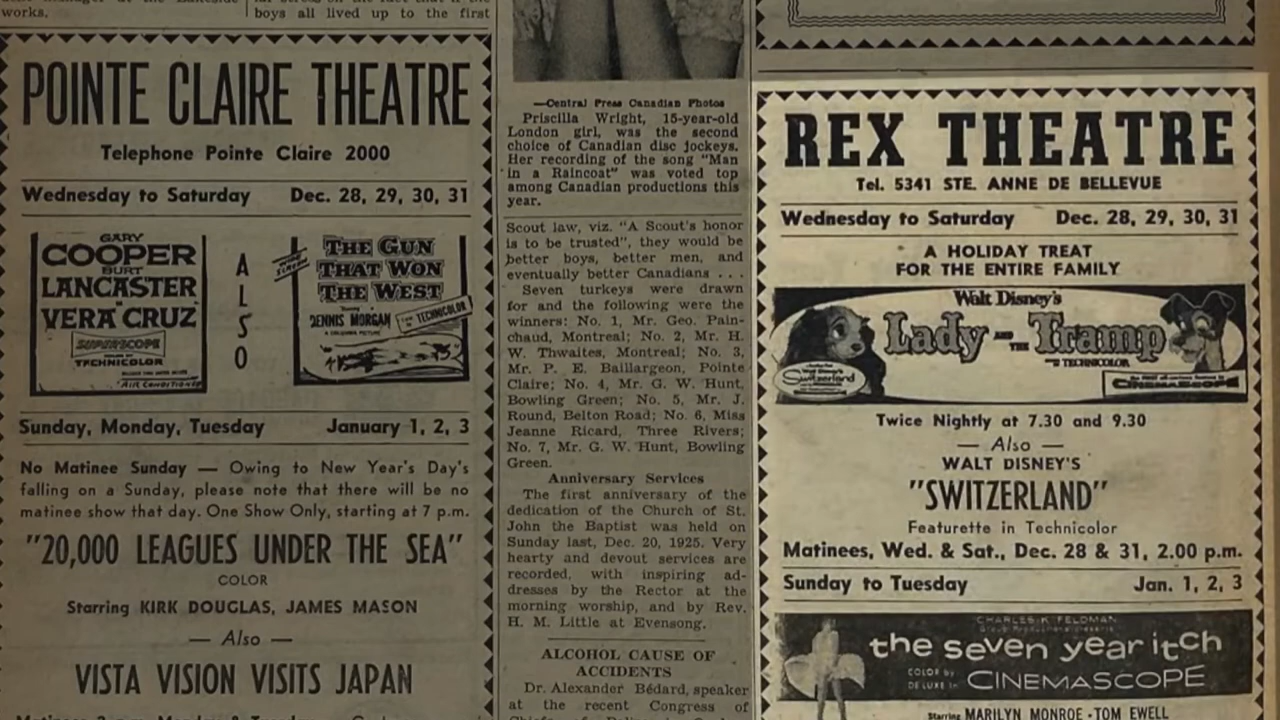 works.
boys all lived up to the first
POINTE CLAIRE THEATRE
Telephone Pointe Claire 2000
Wednesday to Saturday Dec. 28, 29, 30, 31
GARY
COOPER
BURT
LANCASTER
IN
VERA CRUZ
SUPERSCOPE
TECHNICOLOR
AIR CONDITIONED
ALSO
WIDE SCREEN
THE GUN
THAT WON
THE WEST
DENNIS MORGAN
TECHNICOLOR
A COLUMBIA PICTURE
Sunday, Monday, Tuesday January 1, 2, 3
No Matinee Sunday — Owing to New Year's Day's
falling on a Sunday, please note that there will be no
matinee show that day. One Show Only, starting at 7 p.m.
"20,000 LEAGUES UNDER THE SEA"
COLOR
Starring KIRK DOUGLAS, JAMES MASON
— Also —
VISTA VISION VISITS JAPAN
—Central Press Canadian Photos
Priscilla Wright, 15-year-old
London girl, was the second
choice of Canadian disc jockeys.
Her recording of the song "Man
in a Raincoat" was voted top
among Canadian productions this
year.
Scout law, viz. "A Scout's honor
is to be trusted", they would be
better boys, better men, and
eventually better Canadians . . .
Seven turkeys were drawn
for and the following were the
winners: No. 1, Mr. Geo. Pain-
chaud, Montreal; No. 2, Mr. H.
W. Thwaites, Montreal; No. 3,
Mr. P. E. Baillargeon, Pointe
Claire; No. 4, Mr. G. W. Hunt,
Bowling Green; No. 5, Mr. J.
Round, Belton Road; No. 6, Miss
Jeanne Ricard, Three Rivers;
No. 7, Mr. G. W. Hunt, Bowling
Green.
Anniversary Services
The first anniversary of the
dedication of the Church of St.
John the Baptist was held on
Sunday last, Dec. 20, 1925. Very
hearty and devout services are
recorded, with inspiring ad-
dresses by the Rector at the
morning worship, and by Rev.
H. M. Little at Evensong.
ALCOHOL CAUSE OF
ACCIDENTS
Dr. Alexander Bédard, speaker
at the recent Congress of
REX THEATRE
Tel. 5341 STE. ANNE DE BELLEVUE
Wednesday to Saturday Dec. 28, 29, 30, 31
A HOLIDAY TREAT
FOR THE ENTIRE FAMILY
Walt Disney's
Lady AND THE Tramp
TECHNICOLOR
Switzerland
CINEMASCOPE
Twice Nightly at 7.30 and 9.30
— Also —
WALT DISNEY'S
"SWITZERLAND"
Featurette in Technicolor
Matinees, Wed. & Sat., Dec. 28 & 31, 2.00 p.m.
Sunday to Tuesday Jan. 1, 2, 3
CHARLES K. FELDMAN
the seven year itch
COLOR by
DE LUXE in CINEMASCOPE
Starring MARILYN MONROE - TOM EWELL